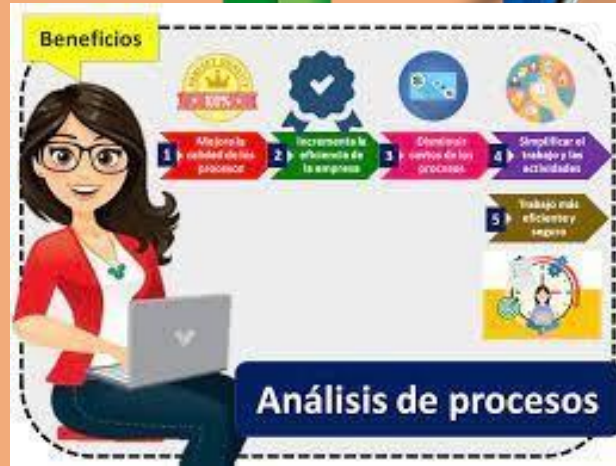 Beneficios
1
Mejora la
calidad de los
procesos
2
Incrementa la
eficiencia de
la empresa
3
Disminuir
costos de los
procesos
4
Simplificar el
trabajo y las
actividades
5
Trabajo más
eficiente y
seguro
Análisis de procesos